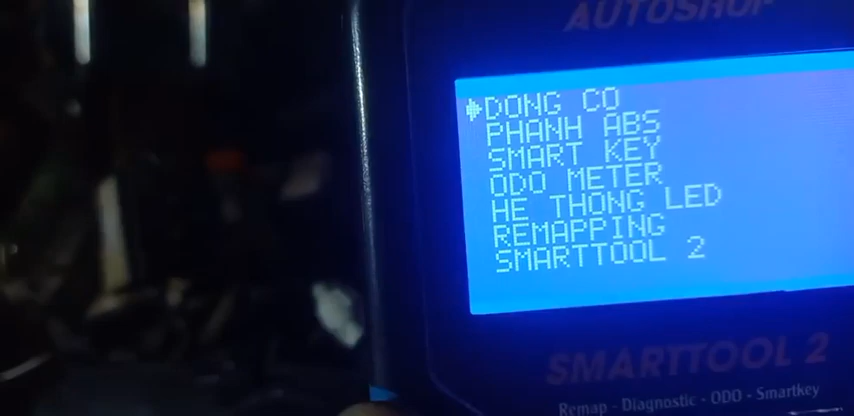 AUTOSHOP
DONG CO
PHANH ABS
SMART KEY
ODO METER
HE THONG LED
REMAPPING
SMARTTOOL 2
SMARTTOOL 2
Remap - Diagnostic - ODO - Smartkey